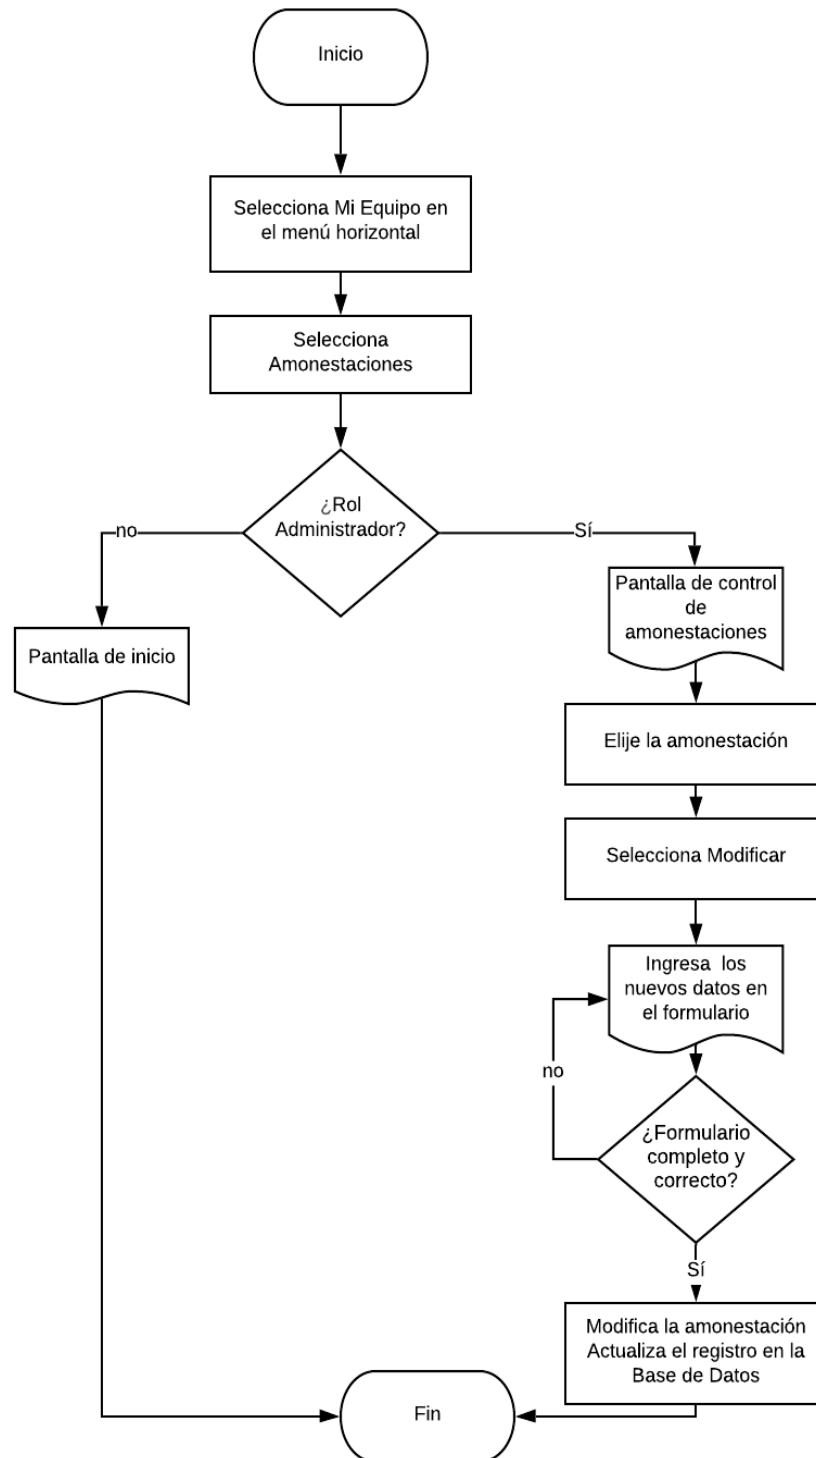 Inicio
Selecciona Mi Equipo en
el menú horizontal
Selecciona
Amonestaciones
¿Rol
Administrador?
no
Sí
Pantalla de inicio
Pantalla de control
de
amonestaciones
Elije la amonestación
Selecciona Modificar
Ingresa los
nuevos datos en
el formulario
no
¿Formulario
completo y
correcto?
Sí
Modifica la amonestación
Actualiza el registro en la
Base de Datos
Fin